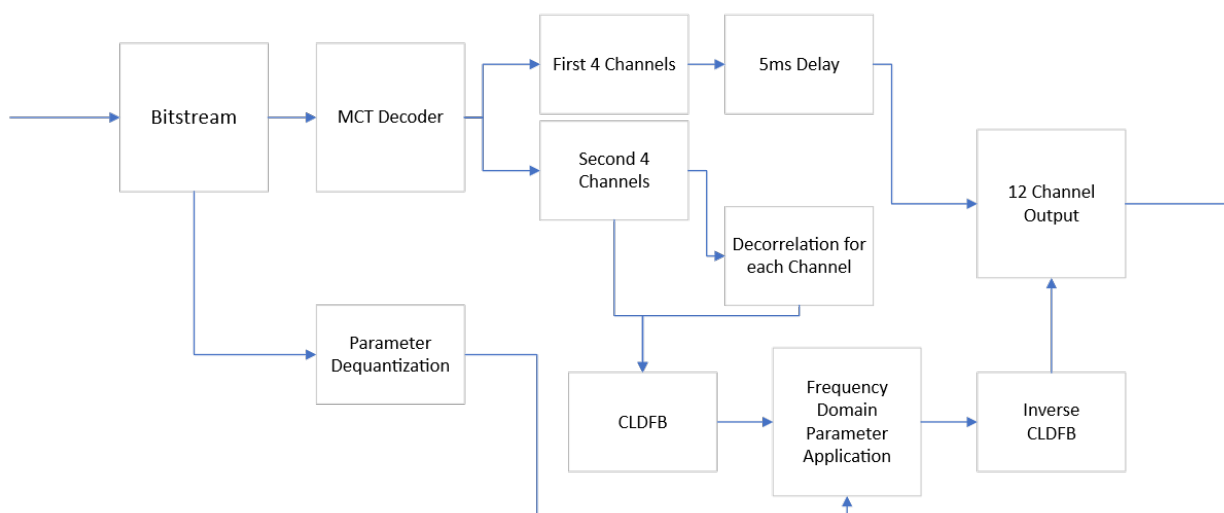 Bitstream
MCT Decoder
First 4 Channels
5ms Delay
Second 4
Channels
12 Channel
Output
Decorrelation for
each Channel
Parameter
Dequantization
CLDFB
Frequency
Domain
Parameter
Application
Inverse
CLDFB